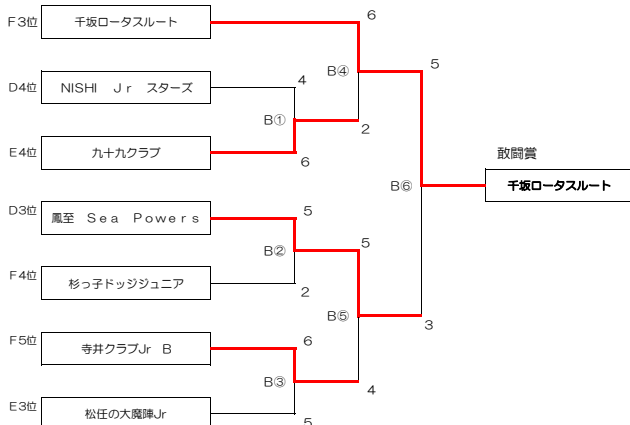 F3位 千坂ロータスルート 6
B④ 5
D4位 NISHI Jr スターズ 4
B① 2
E4位 九十九クラブ 6
敢闘賞
B⑥ 千坂ロータスルート
D3位 鳳至 Sea Powers 5
B② 5
F4位 杉っ子ドッジジュニア 2
B⑤ 3
F5位 寺井クラブJr B 6
B③ 4
E3位 松任の大魔陣Jr 5